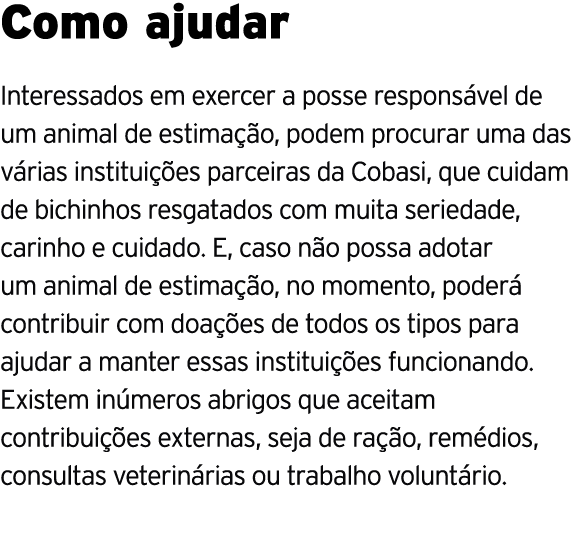 Como ajudar
Interessados em exercer a posse responsável de
um animal de estimação, podem procurar uma das
várias instituições parceiras da Cobasi, que cuidam
de bichinhos resgatados com muita seriedade,
carinho e cuidado. E, caso não possa adotar
um animal de estimação, no momento, poderá
contribuir com doações de todos os tipos para
ajudar a manter essas instituições funcionando.
Existem inúmeros abrigos que aceitam
contribuições externas, seja de ração, remédios,
consultas veterinárias ou trabalho voluntário.